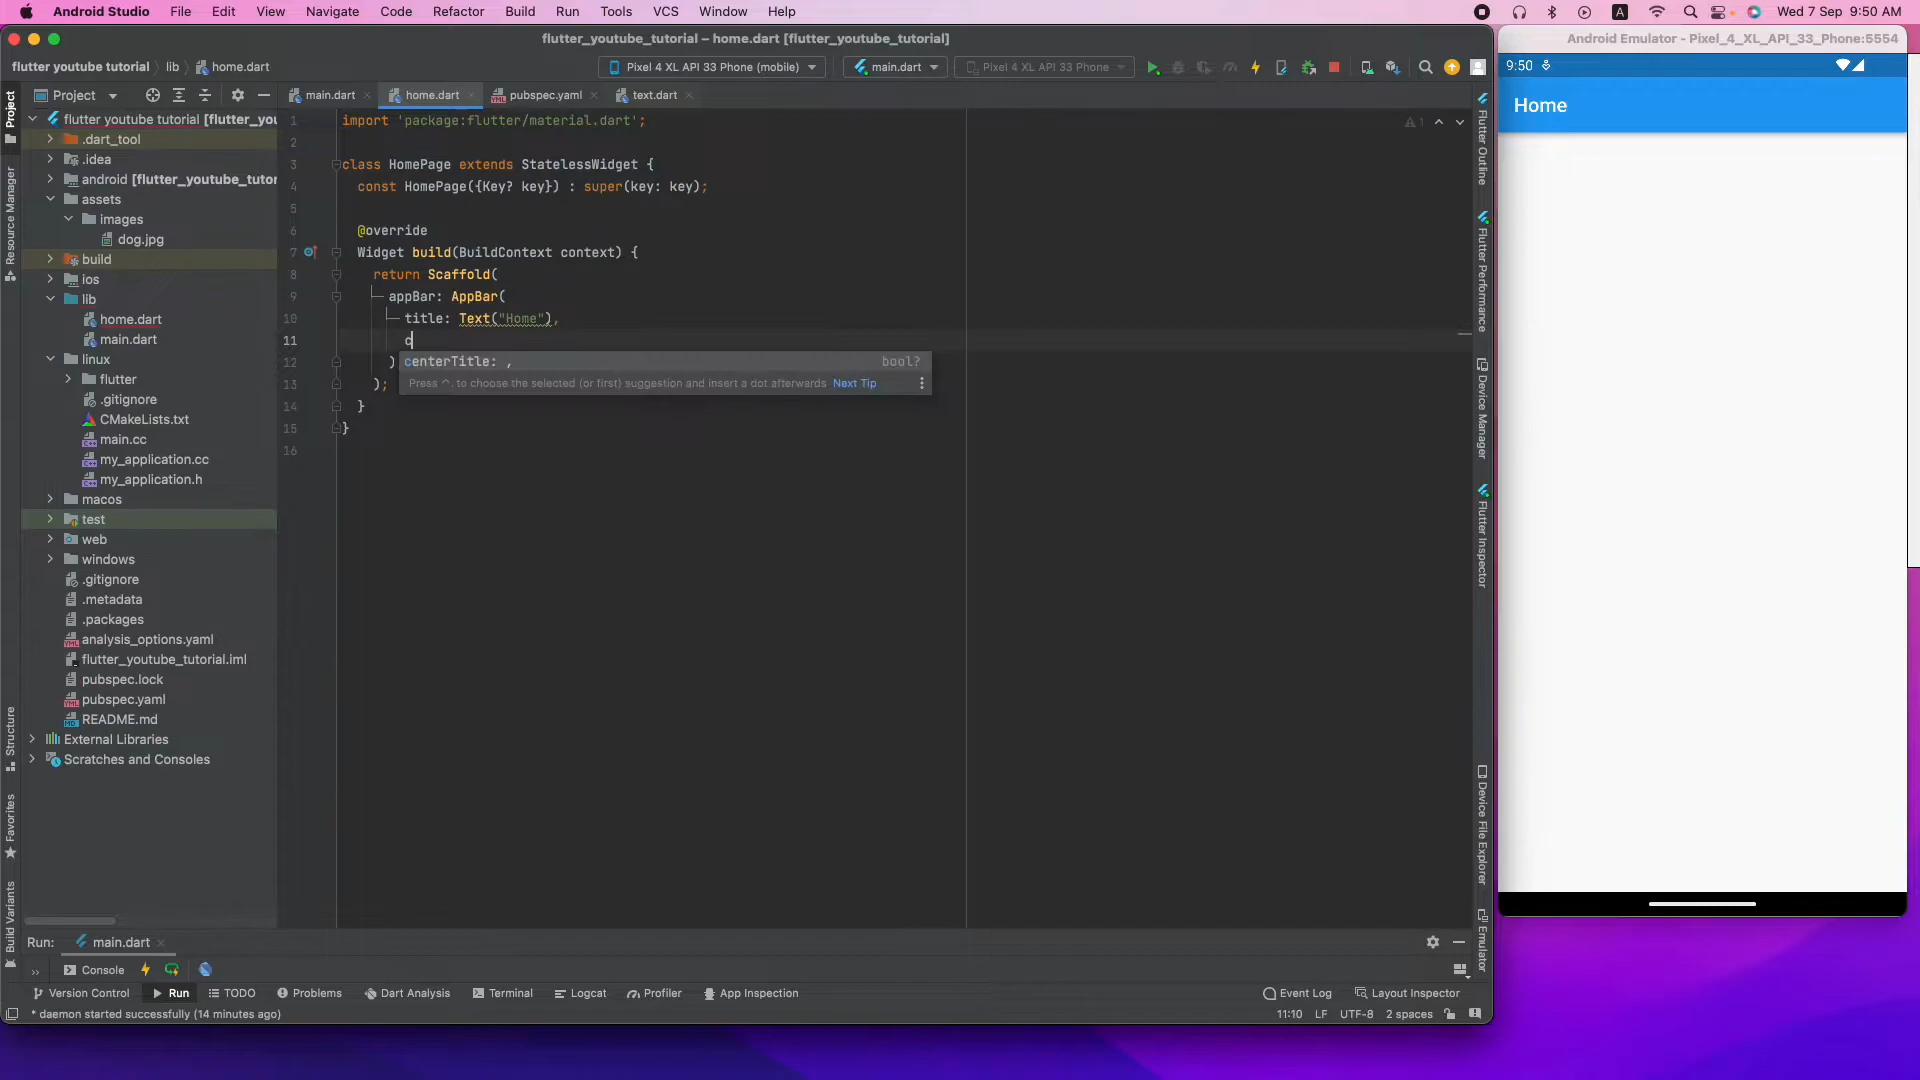 Android Studio File Edit View Navigate Code Refactor Build Run Tools VCS Window Help A Wed 7 Sep 9:50 AM
flutter_youtube_tutorial – home.dart [flutter_youtube_tutorial]
Android Emulator - Pixel_4_XL_API_33_Phone:5554
flutter youtube tutorial lib home.dart
Pixel 4 XL API 33 Phone (mobile) main.dart Pixel 4 XL API 33 Phone
9:50
Home
Project
main.dart home.dart pubspec.yaml text.dart
flutter youtube tutorial [flutter_you
.dart_tool
.idea
android [flutter_youtube_tutor
assets
images
dog.jpg
build
ios
lib
home.dart
main.dart
linux
flutter
.gitignore
CMakeLists.txt
main.cc
my_application.cc
my_application.h
macos
test
web
windows
.gitignore
.metadata
.packages
analysis_options.yaml
flutter_youtube_tutorial.iml
pubspec.lock
pubspec.yaml
README.md
External Libraries
Scratches and Consoles
1 import 'package:flutter/material.dart';
2
3 class HomePage extends StatelessWidget {
4 const HomePage({Key? key}) : super(key: key);
5
6 @override
7 Widget build(BuildContext context) {
8 return Scaffold(
9 appBar: AppBar(
10 title: Text("Home"),
11 c
12 )
13 );
14 }
15 }
16
1
centerTitle: , bool?
Press ^. to choose the selected (or first) suggestion and insert a dot afterwards Next Tip
Project
Resource Manager
Structure
Favorites
Build Variants
Flutter Outline
Flutter Performance
Device Manager
Flutter Inspector
Device File Explorer
Emulator
Run: main.dart
Console
Version Control Run TODO Problems Dart Analysis Terminal Logcat Profiler App Inspection Event Log Layout Inspector
* daemon started successfully (14 minutes ago) 11:10 LF UTF-8 2 spaces